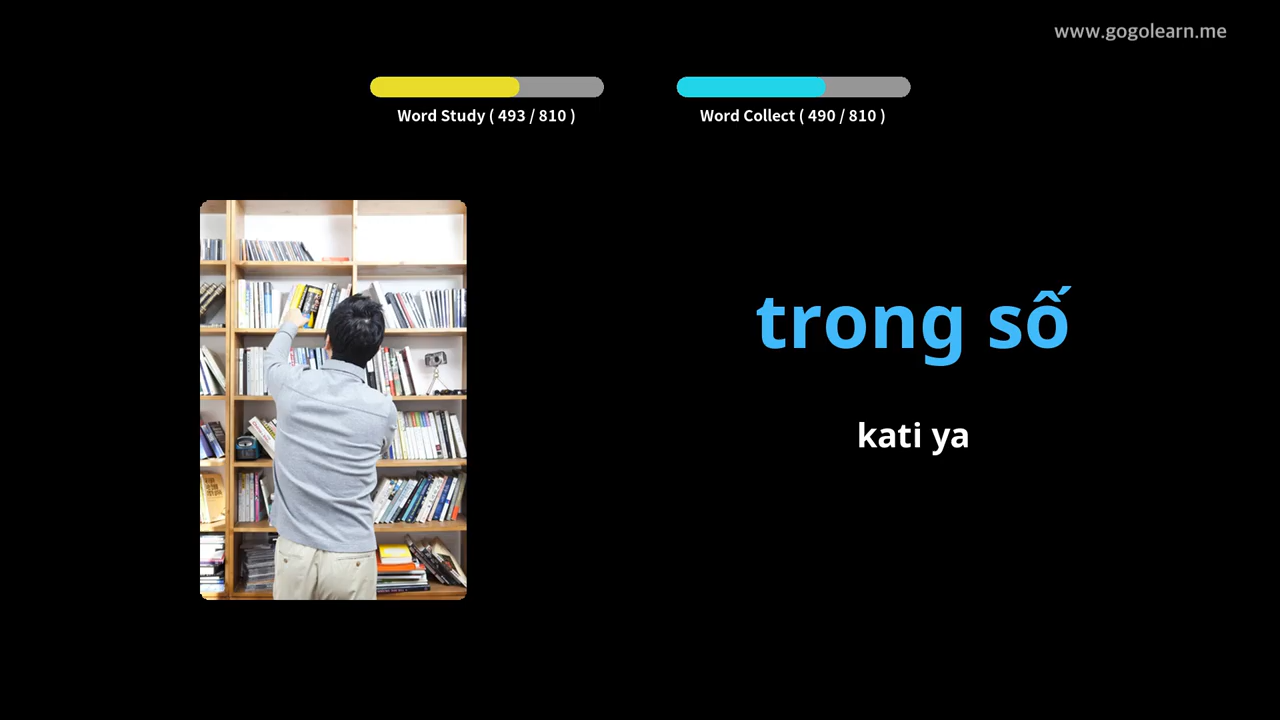 www.gogolearn.me
Word Study ( 493 / 810 )
Word Collect ( 490 / 810 )
trong số
kati ya